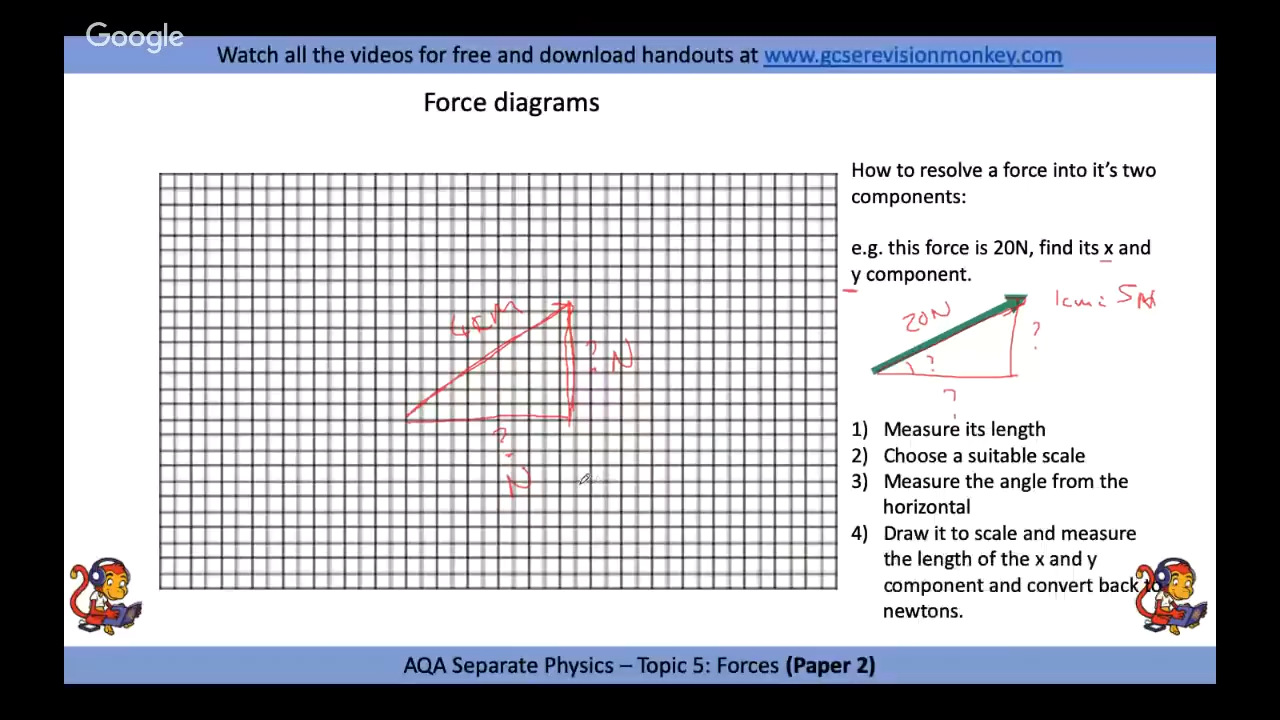 Google
Watch all the videos for free and download handouts at www.gcserevisionmonkey.com
Force diagrams
How to resolve a force into it's two
components:
e.g. this force is 20N, find its x and
y component.
1cm = 5N
20N
?
?
?
4cm
? N
?
N
1) Measure its length
2) Choose a suitable scale
3) Measure the angle from the
horizontal
4) Draw it to scale and measure
the length of the x and y
component and convert back to
newtons.
AQA Separate Physics – Topic 5: Forces (Paper 2)